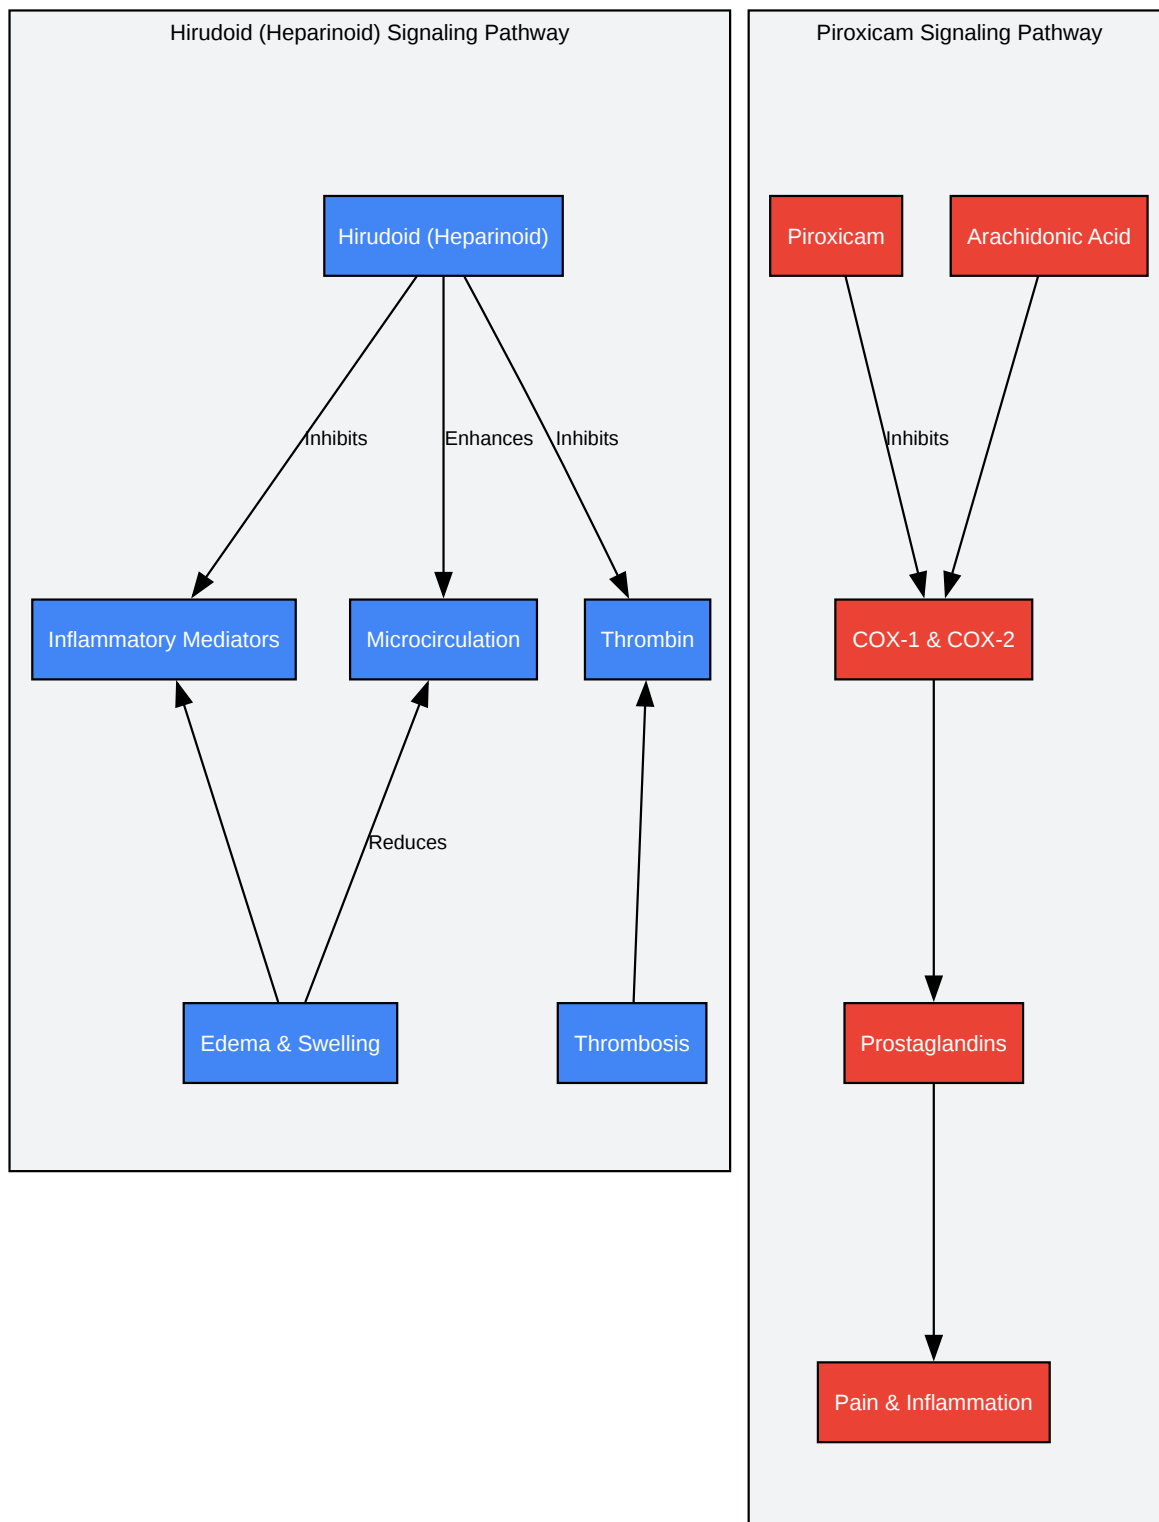 Hirudoid (Heparinoid) Signaling Pathway
Hirudoid (Heparinoid)
Inhibits
Enhances
Inhibits
Inflammatory Mediators
Microcirculation
Thrombin
Reduces
Edema & Swelling
Thrombosis
Piroxicam Signaling Pathway
Piroxicam
Arachidonic Acid
Inhibits
COX-1 & COX-2
Prostaglandins
Pain & Inflammation